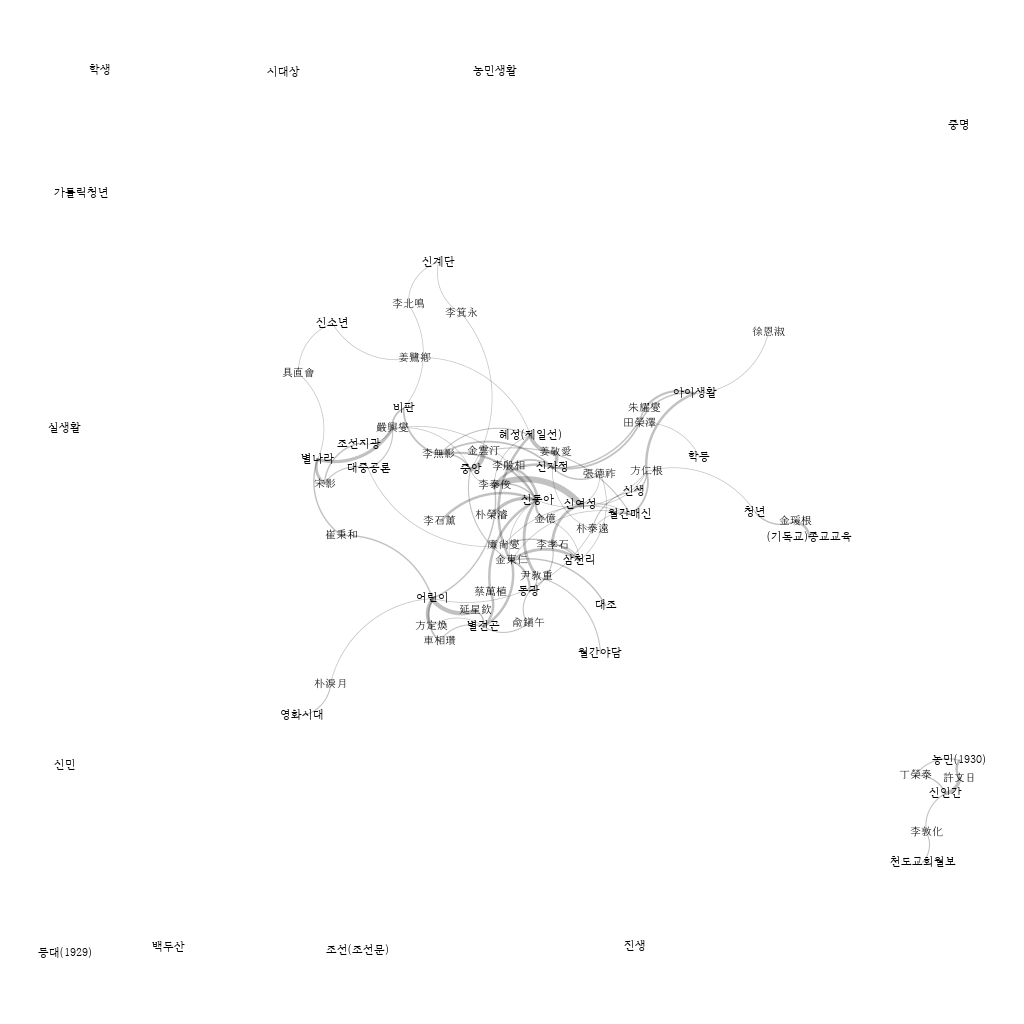 학생
시대상
농민생활
중명
가톨릭청년
신계단
李北鳴
李箕永
신소년
徐恩淑
姜鷺鄕
具直會
아이생활
朱耀燮
비판
田榮澤
嚴興燮
실생활
혜성(제일선)
조선지광
李無影
金雲汀
姜敬愛
학등
별나라
대중공론
중앙
李殷相
신가정
張德祚
方仁根
宋影
李泰俊
신생
신동아
신여성
월간매신
청년
李石薰
朴榮濬
金億
金瑗根
朴泰遠
崔秉和
(기독교)종교교육
廉尙燮
李孝石
金東仁
삼천리
尹敎重
蔡萬植
동광
어린이
대조
延星欽
方定煥
별건곤
兪鎭午
車相瓚
월간야담
朴淚月
영화시대
신민
농민(1930)
丁榮泰
許文日
신인간
李敦化
천도교회월보
등대(1929)
백두산
조선(조선문)
진생